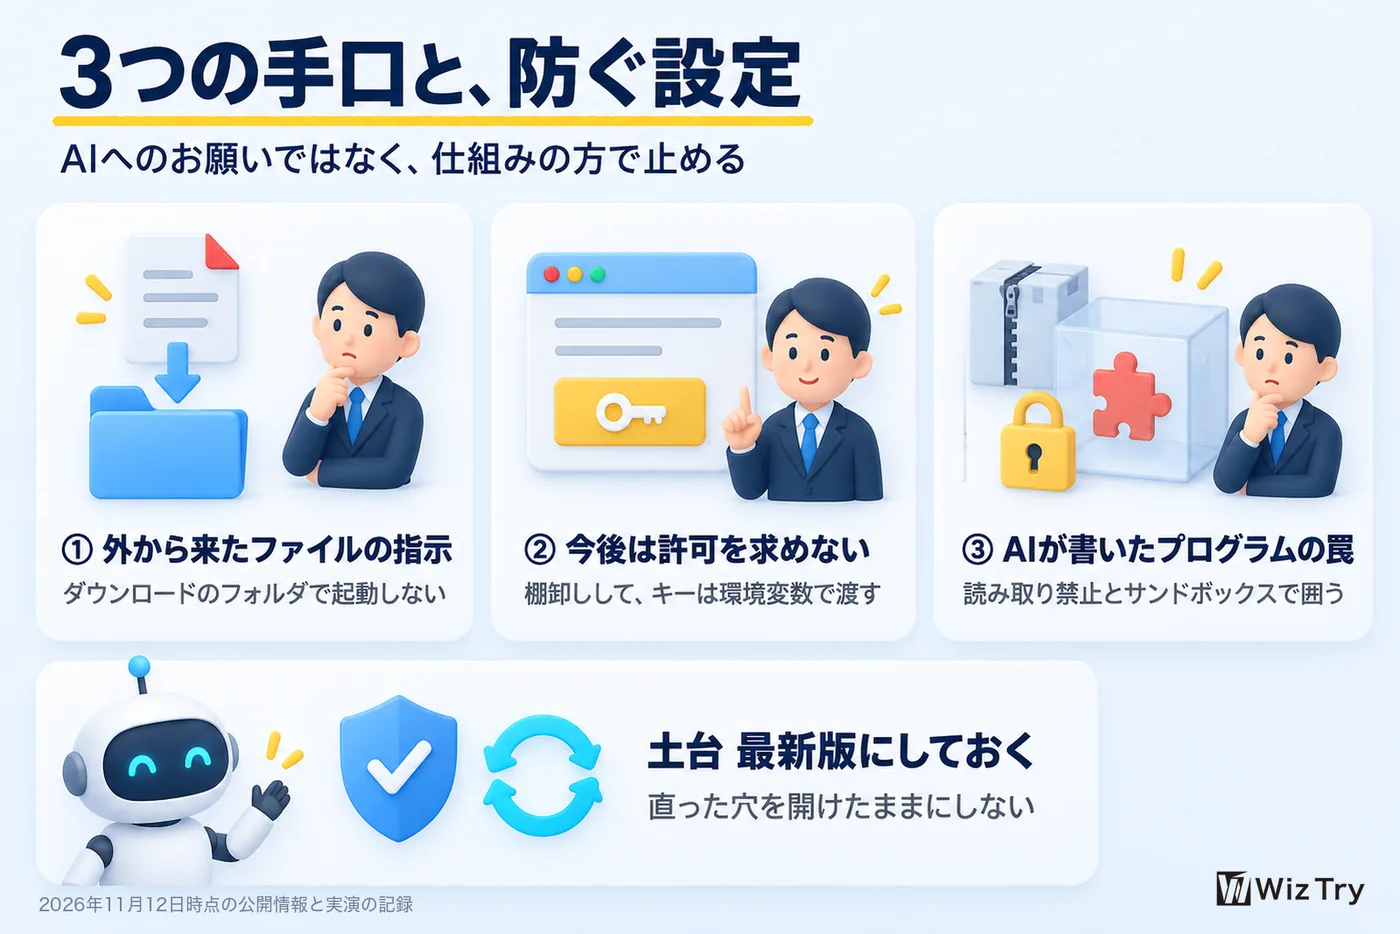 3つの手口と、防ぐ設定
AIへのお願いではなく、仕組みの方で止める
① 外から来たファイルの指示
ダウンロードのフォルダで起動しない
② 今後は許可を求めない
棚卸しして、キーは環境変数で渡す
③ AIが書いたプログラムの罠
読み取り禁止とサンドボックスで囲う
土台 最新版にしておく
直った穴を開けたままにしない
2026年11月12日時点の公開情報と実演の記録
Wiz Try